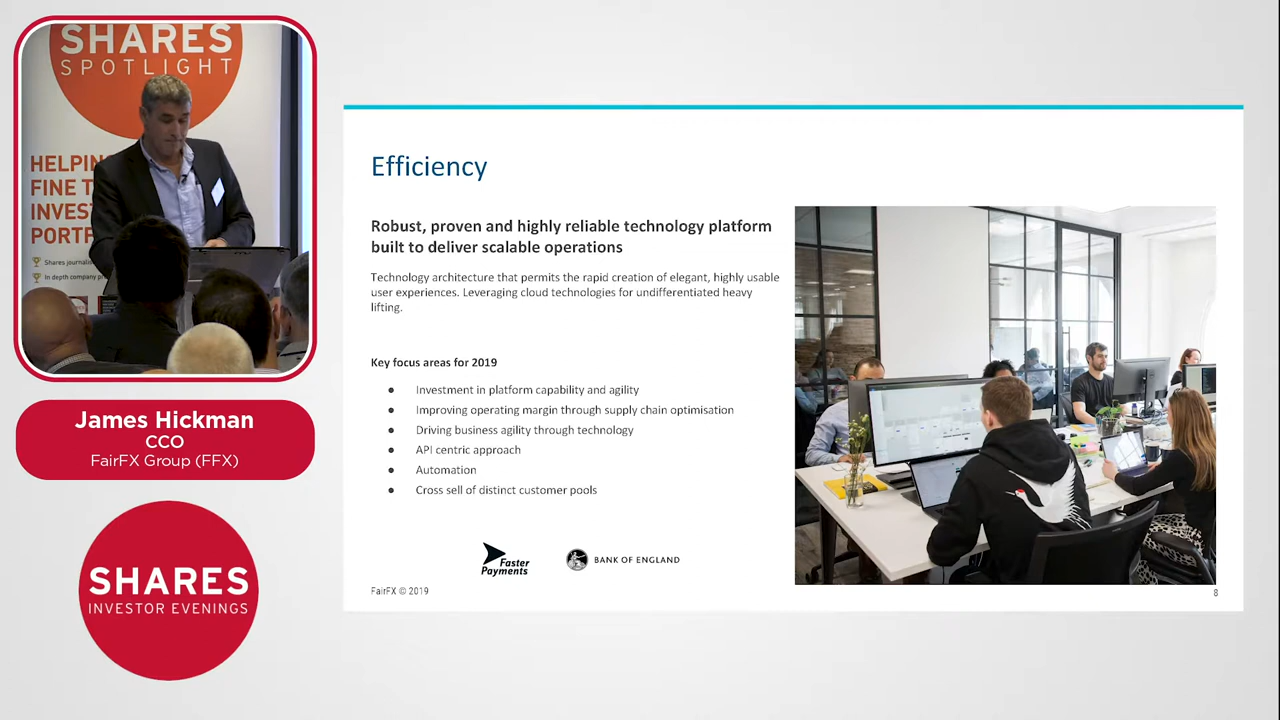 SHARES
SPOTLIGHT
HELPIN
FINE T
INVES
PORTF
Shares journali
In depth company pr
James Hickman
CCO
FairFX Group (FFX)
SHARES
INVESTOR EVENINGS
Efficiency
Robust, proven and highly reliable technology platform
built to deliver scalable operations
Technology architecture that permits the rapid creation of elegant, highly usable
user experiences. Leveraging cloud technologies for undifferentiated heavy
lifting.
Key focus areas for 2019
● Investment in platform capability and agility
● Improving operating margin through supply chain optimisation
● Driving business agility through technology
● API centric approach
● Automation
● Cross sell of distinct customer pools
Faster
Payments
BANK OF ENGLAND
FairFX © 2019
8